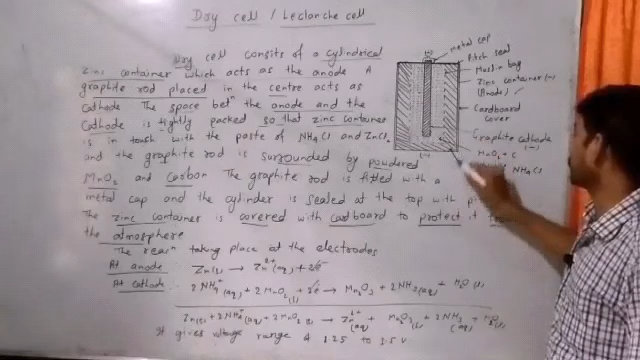 Dry cell / Leclanche cell
Dry cell consists of a cylindrical
Zinc container which acts as the anode A
graphite rod placed in the centre acts as
Cathode The space betn the anode and the
Cathode is tightly packed so that zinc container
is in touch with the paste of NH4Cl and ZnCl2
and the graphite rod is surrounded by powdered
MnO2 and Carbon The graphite rod is fitted with a
metal cap and the cylinder is sealed at the top with
The zinc container is covered with cardboard to protect it
the atmosphere
The reacn taking place at the electrodes
At anode :- Zn(s) → Zn2+(aq) + 2e-
At cathode :- 2NH4+(aq) + 2MnO2(s) + 2e- → Mn2O3 + 2NH3(aq) + H2O(l)
Zn(s) + 2NH4+(aq) + 2MnO2(s) → Zn2+(aq) + Mn2O3(s) + 2NH3(aq) + H2O(l)
It gives voltage range of 1.25 to 1.5 V
metal cap
Pitch seal
Muslin bag
Zinc container (-)
(Anode)
Cardboard
cover
Graphite cathode
MnO2 + C
NH4Cl